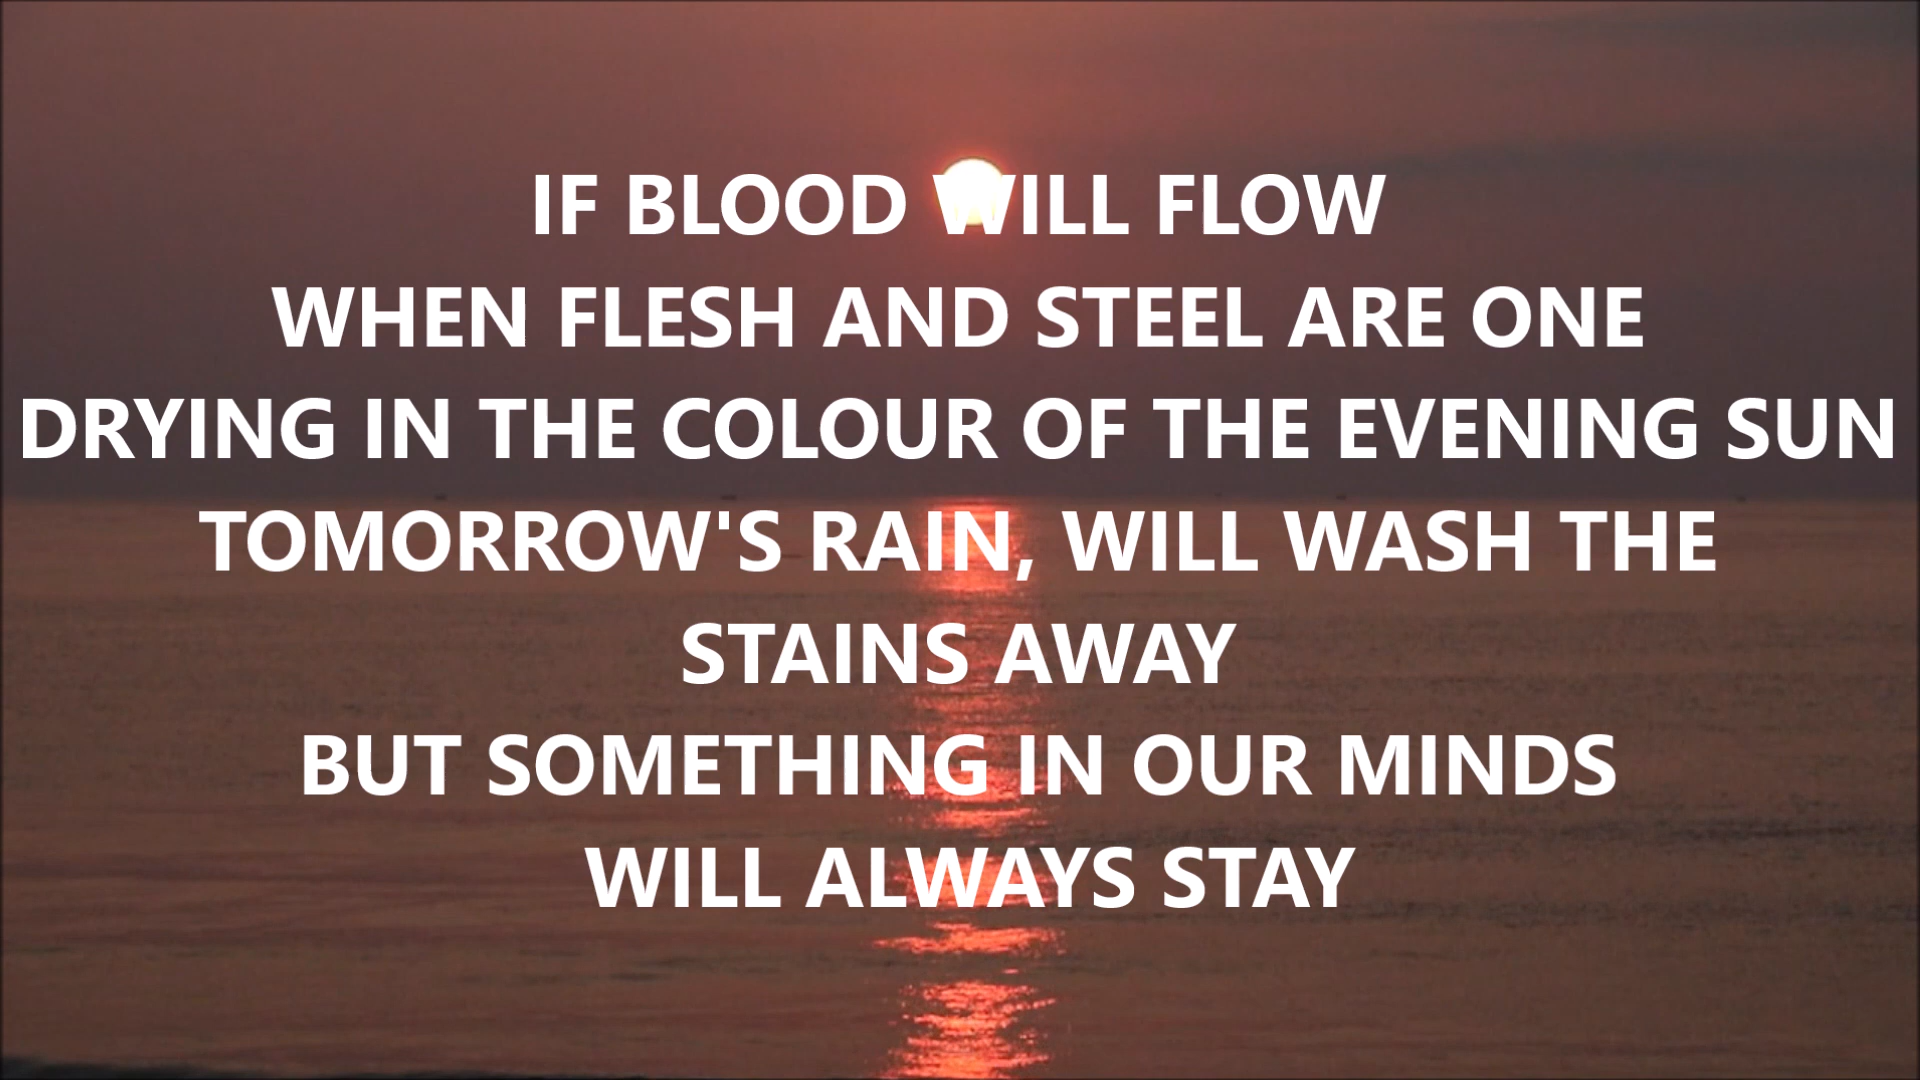 IF BLOOD WILL FLOW
WHEN FLESH AND STEEL ARE ONE
DRYING IN THE COLOUR OF THE EVENING SUN
TOMORROW'S RAIN, WILL WASH THE
STAINS AWAY
BUT SOMETHING IN OUR MINDS
WILL ALWAYS STAY